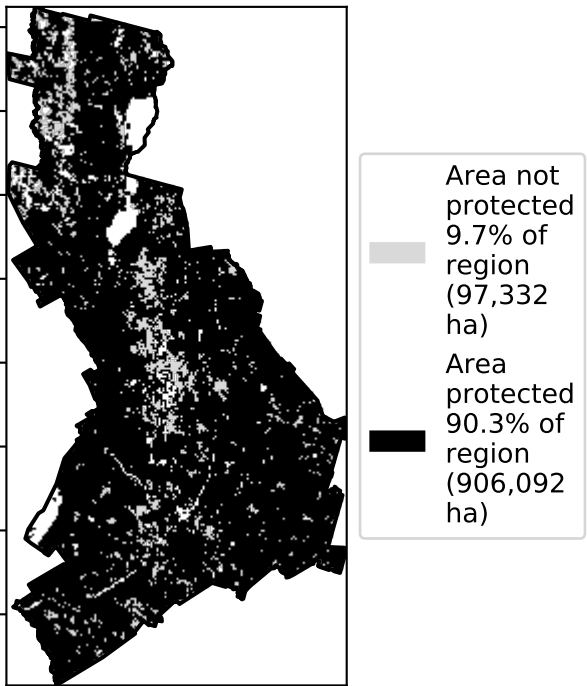 Area not
protected
9.7% of
region
(97,332
ha)
Area
protected
90.3% of
region
(906,092
ha)